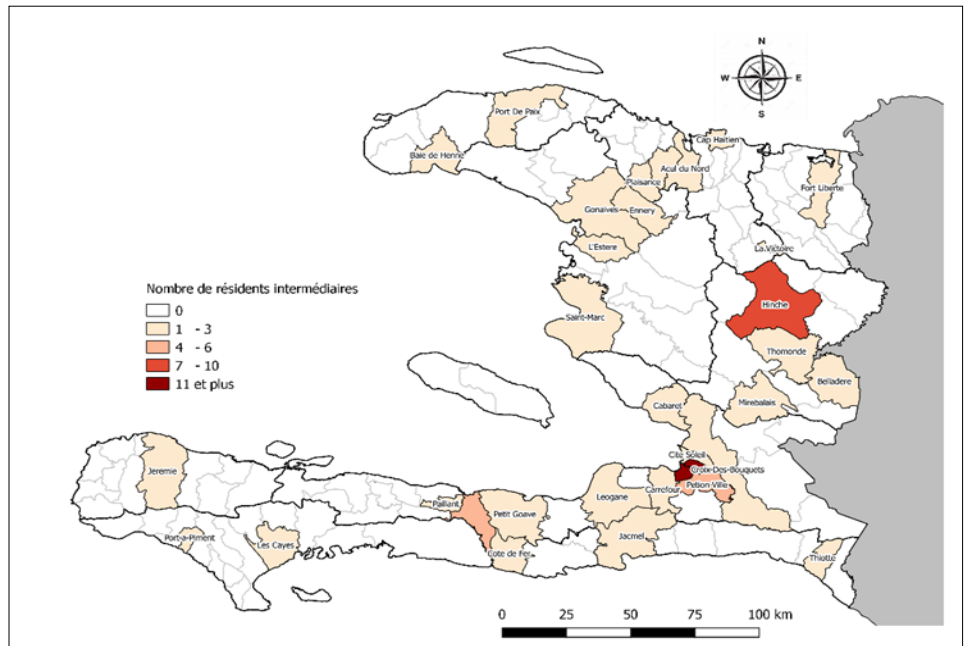 N
W E
S
Port De Paix
Cap Haitien
Baie de Henne
Acul du Nord
Plaisance
Fort Liberte
Gonaives
Ennery
L'Estere
La Victoire
Nombre de résidents intermédiaires
0
1 - 3
4 - 6
7 - 10
11 et plus
Hinche
Saint-Marc
Thomonde
Belladere
Mirebalais
Cabaret
Cite Soleil
Croix-Des-Bouquets
Jeremie
Petion-Ville
Carrefour
Leogane
Paillant
Petit Goave
Jacmel
Port-a-Piment
Les Cayes
Cote de Fer
Thiotte
0 25 50 75 100 km